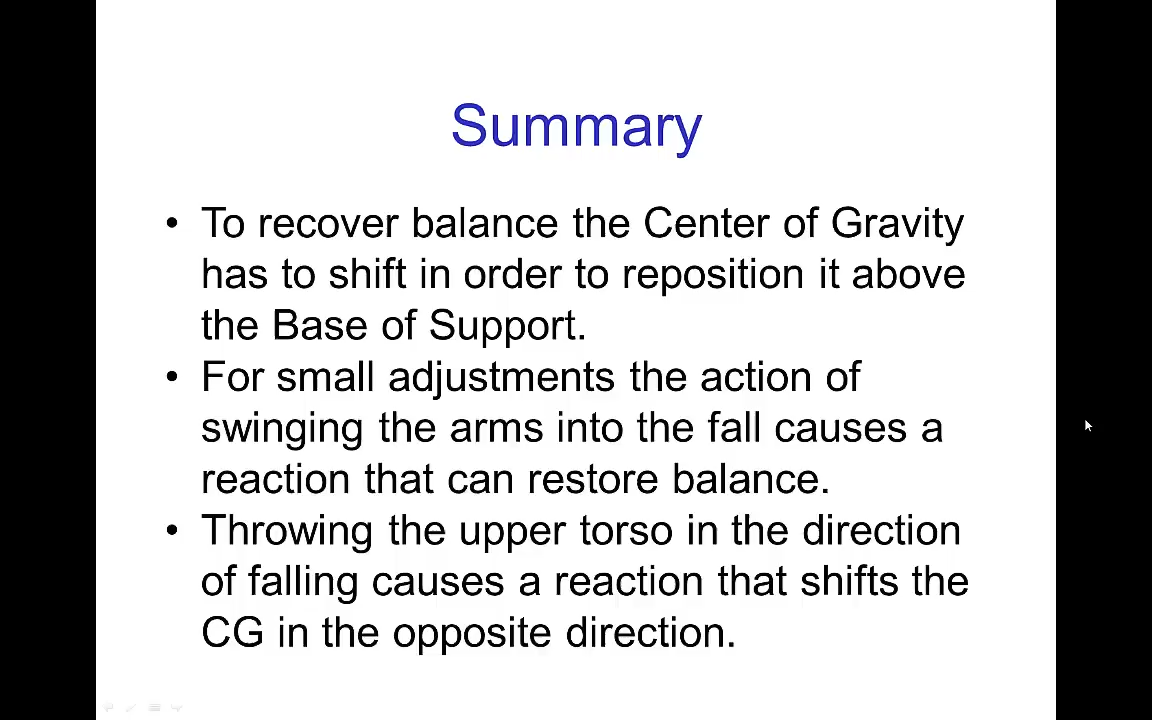 Summary
• To recover balance the Center of Gravity
has to shift in order to reposition it above
the Base of Support.
• For small adjustments the action of
swinging the arms into the fall causes a
reaction that can restore balance.
• Throwing the upper torso in the direction
of falling causes a reaction that shifts the
CG in the opposite direction.